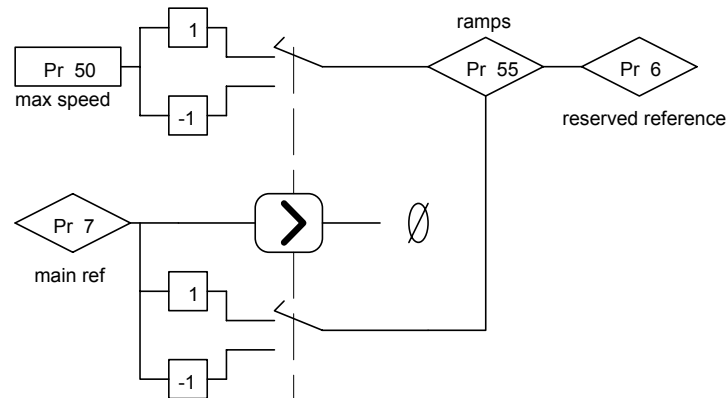 ramps
1
Pr 50
Pr 55
Pr 6
max speed
-1
reserved reference
Pr 7
>
0
main ref
1
-1